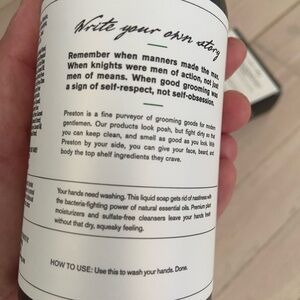 Write your own story
Remember when manners made the man.
When knights were men of action, not just
men of means. When good grooming was
a sign of self-respect, not self-obsession.
Preston is a fine purveyor of grooming goods for modern
gentlemen. Our products look posh, but fight dirty so
you can keep clean, and smell as good as you look. With
Preston by your side, you can give your face, beard, and
body the top shelf ingredients they crave.
Your hands need washing. This liquid soap gets rid of nastiness with
the bacteria-fighting power of natural essential oils. Premium plant
moisturizers and sulfate-free cleansers leave your hands fresh
without that dry, squeaky feeling.
HOW TO USE: Use this to wash your hands. Done.